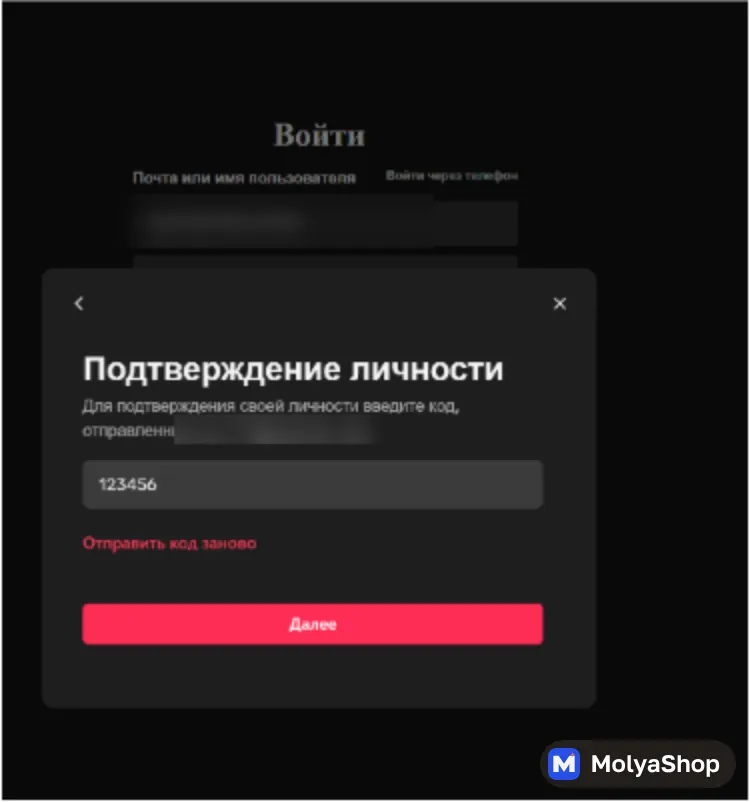 Войти
Почта или имя пользователя
Войти через телефон
Подтверждение личности
Для подтверждения своей личности введите код,
123456
Отправить код заново
Далее
MolyaShop